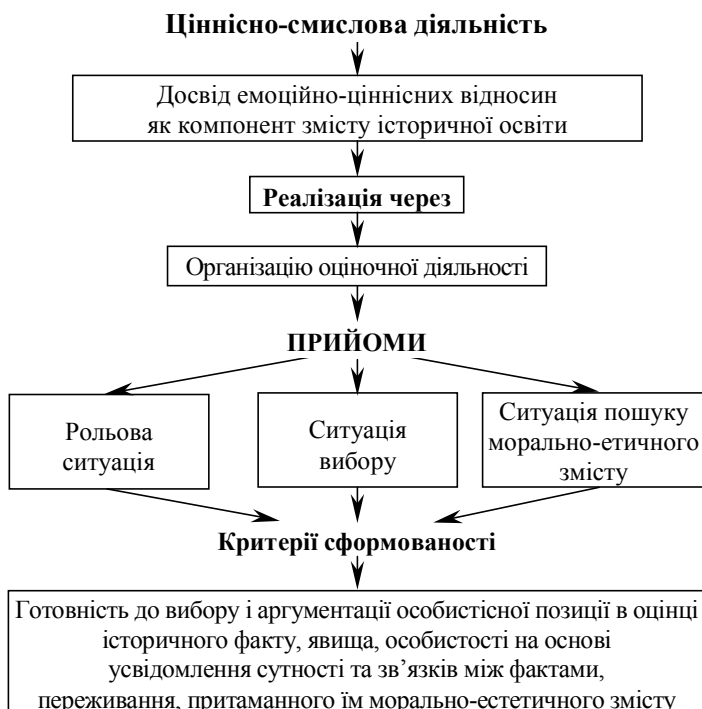 Ціннісно-смислова діяльність
Досвід емоційно-ціннісних відносин
як компонент змісту історичної освіти
Реалізація через
Організацію оціночної діяльності
ПРИЙОМИ
Рольова
ситуація
Ситуація
вибору
Ситуація пошуку
морально-етичного
змісту
Критерії сформованості
Готовність до вибору і аргументації особистісної позиції в оцінці
історичного факту, явища, особистості на основі
усвідомлення сутності та зв’язків між фактами,
переживання, притаманного їм морально-естетичного змісту